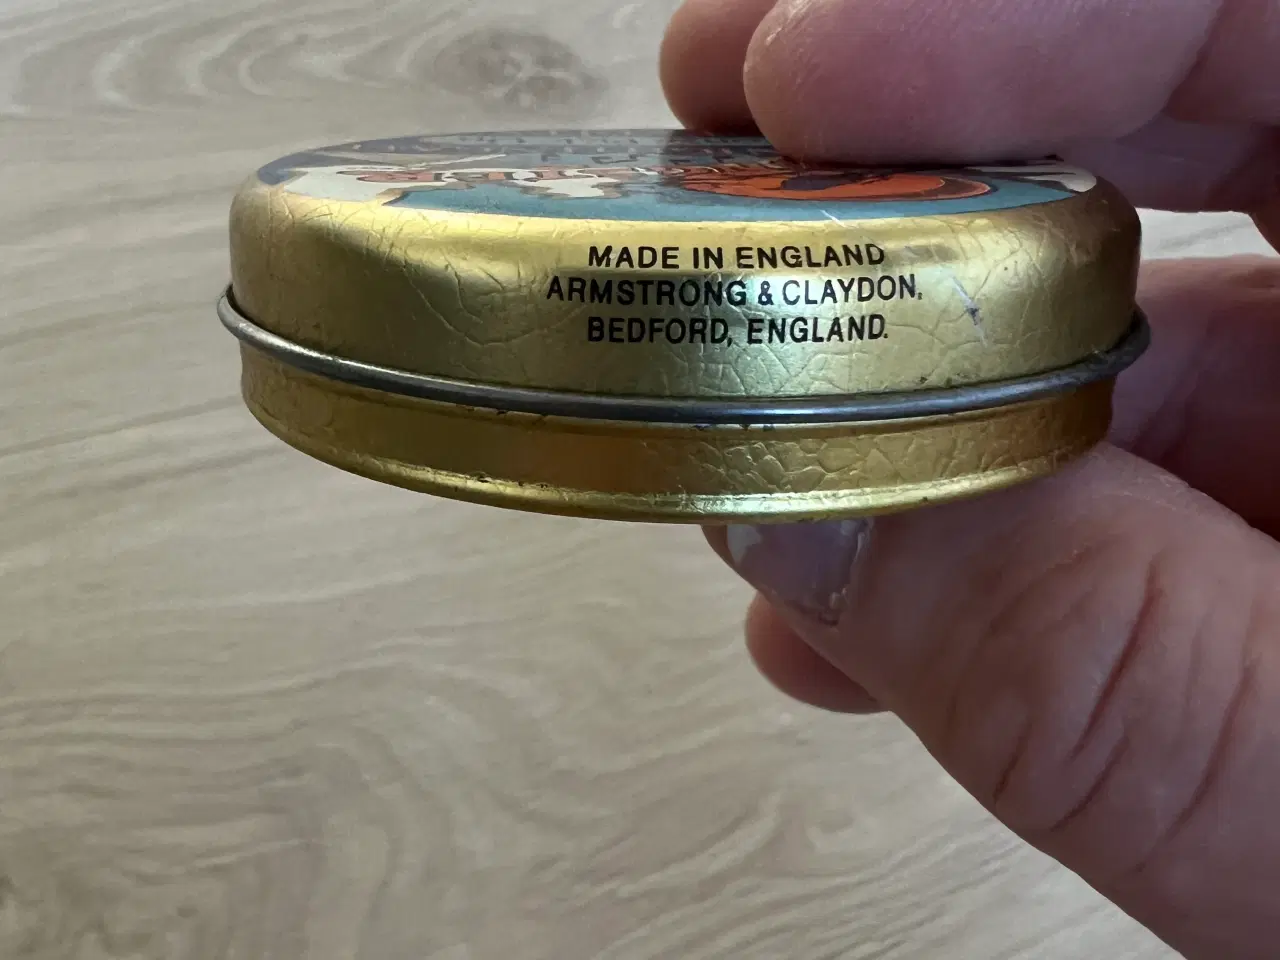 MADE IN ENGLAND
ARMSTRONG & CLAYDON,
BEDFORD, ENGLAND.